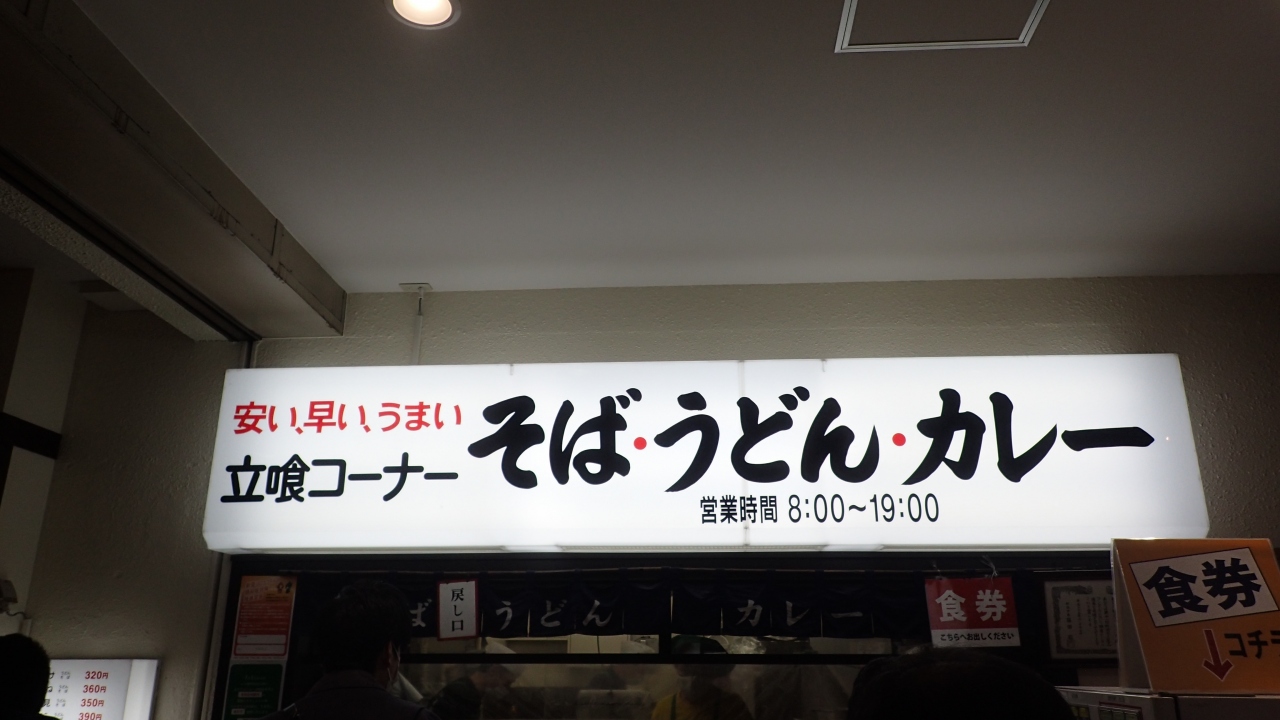 安い、早い、うまい
立喰コーナー
そば・うどん・カレー
営業時間 8:00～19:00
戻し口
ば うどん カレー
食券
こちらへお出しください
食券
↓コチ
320円
360円
350円
390円